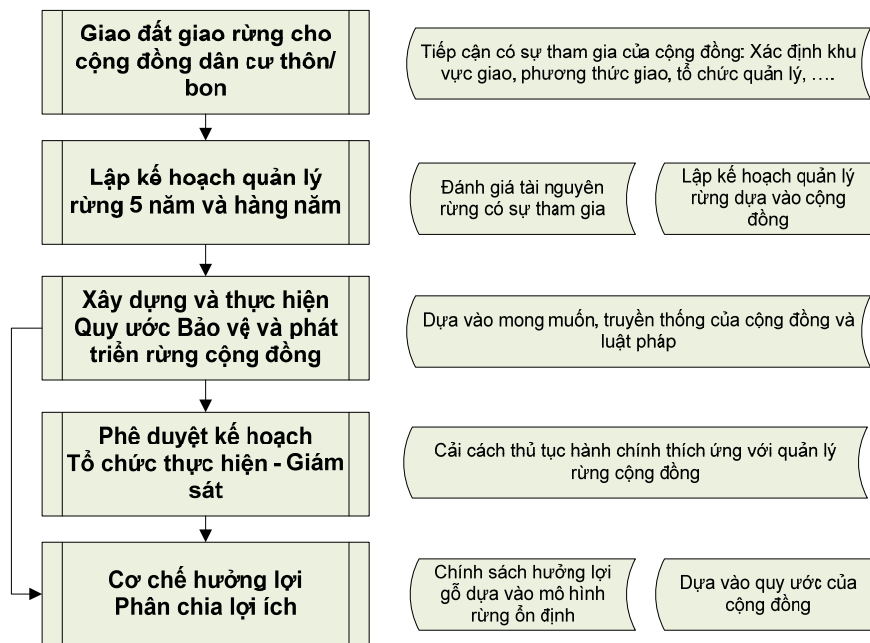 Giao đất giao rừng cho
cộng đồng dân cư thôn/
bon
Tiếp cận có sự tham gia của cộng đồng: Xác định khu
vực giao, phương thức giao, tổ chức quản lý, ….
Lập kế hoạch quản lý
rừng 5 năm và hàng năm
Đánh giá tài nguyên
rừng có sự tham gia
Lập kế hoạch quản lý
rừng dựa vào cộng
đồng
Xây dựng và thực hiện
Quy ước Bảo vệ và phát
triển rừng cộng đồng
Dựa vào mong muốn, truyền thống của cộng đồng và
luật pháp
Phê duyệt kế hoạch
Tổ chức thực hiện - Giám
sát
Cải cách thủ tục hành chính thích ứng với quản lý
rừng cộng đồng
Cơ chế hưởng lợi
Phân chia lợi ích
Chính sách hưởng lợi
gỗ dựa vào mô hình
rừng ổn định
Dựa vào quy ước của
cộng đồng